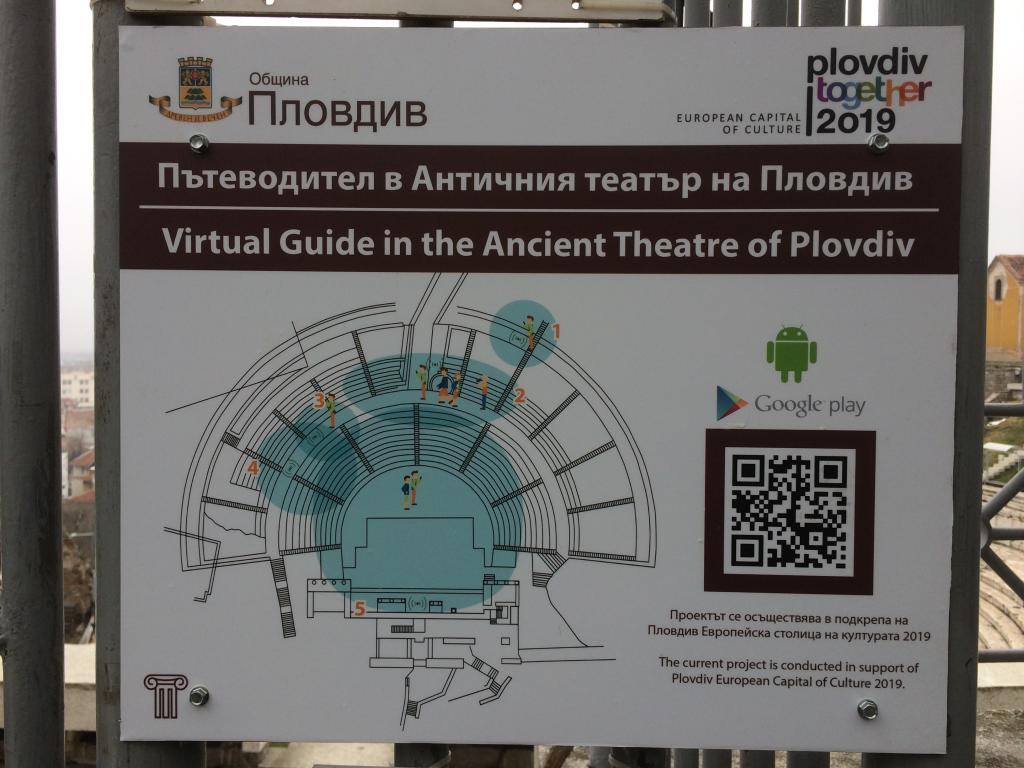 Община
Пловдив
ДРЕВЕН И ВЕЧЕН
EUROPEAN CAPITAL
OF CULTURE
plovdiv
together
2019
Пътеводител в Античния театър на Пловдив
Virtual Guide in the Ancient Theatre of Plovdiv
1
2
3
4
5
Google play
Проектът се осъществява в подкрепа на
Пловдив Европейска столица на културата 2019
The current project is conducted in support of
Plovdiv European Capital of Culture 2019.